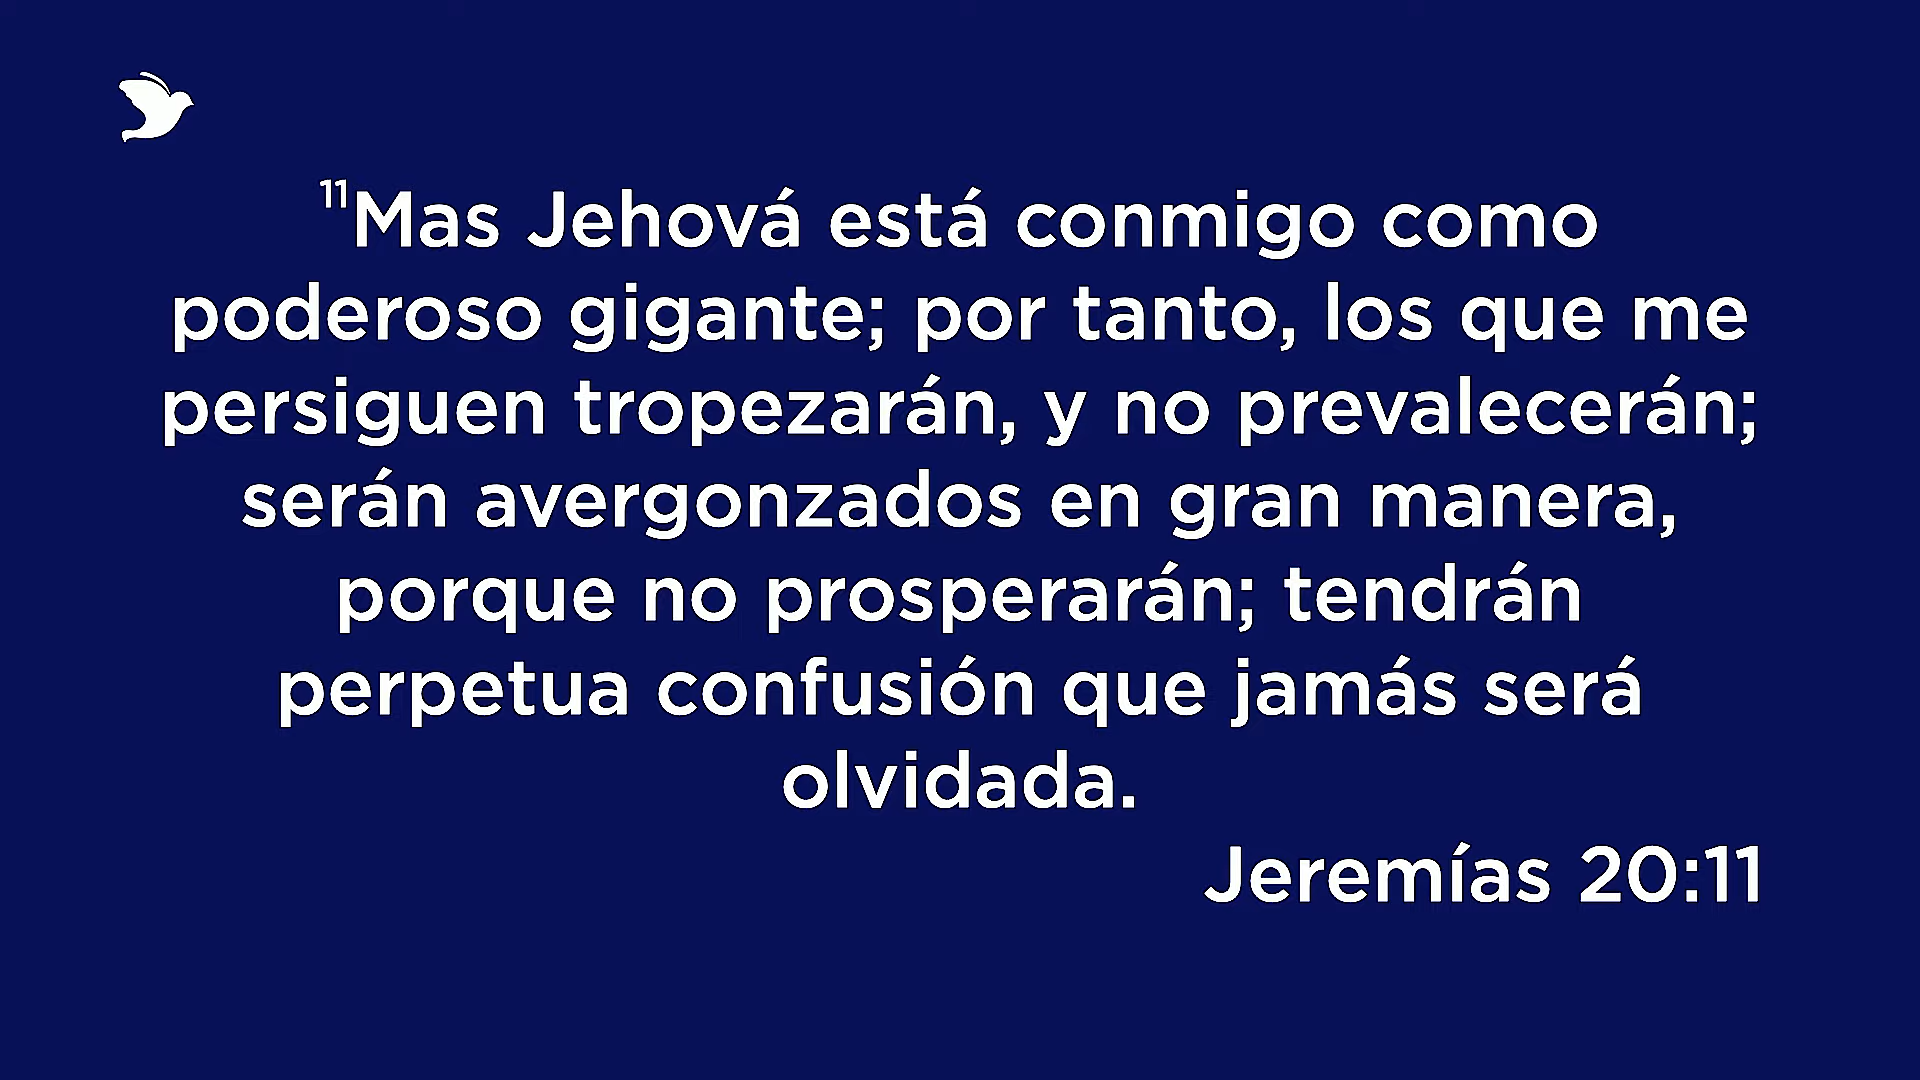 ¹¹Mas Jehová está conmigo como
poderoso gigante; por tanto, los que me
persiguen tropezarán, y no prevalecerán;
serán avergonzados en gran manera,
porque no prosperarán; tendrán
perpetua confusión que jamás será
olvidada.
Jeremías 20:11